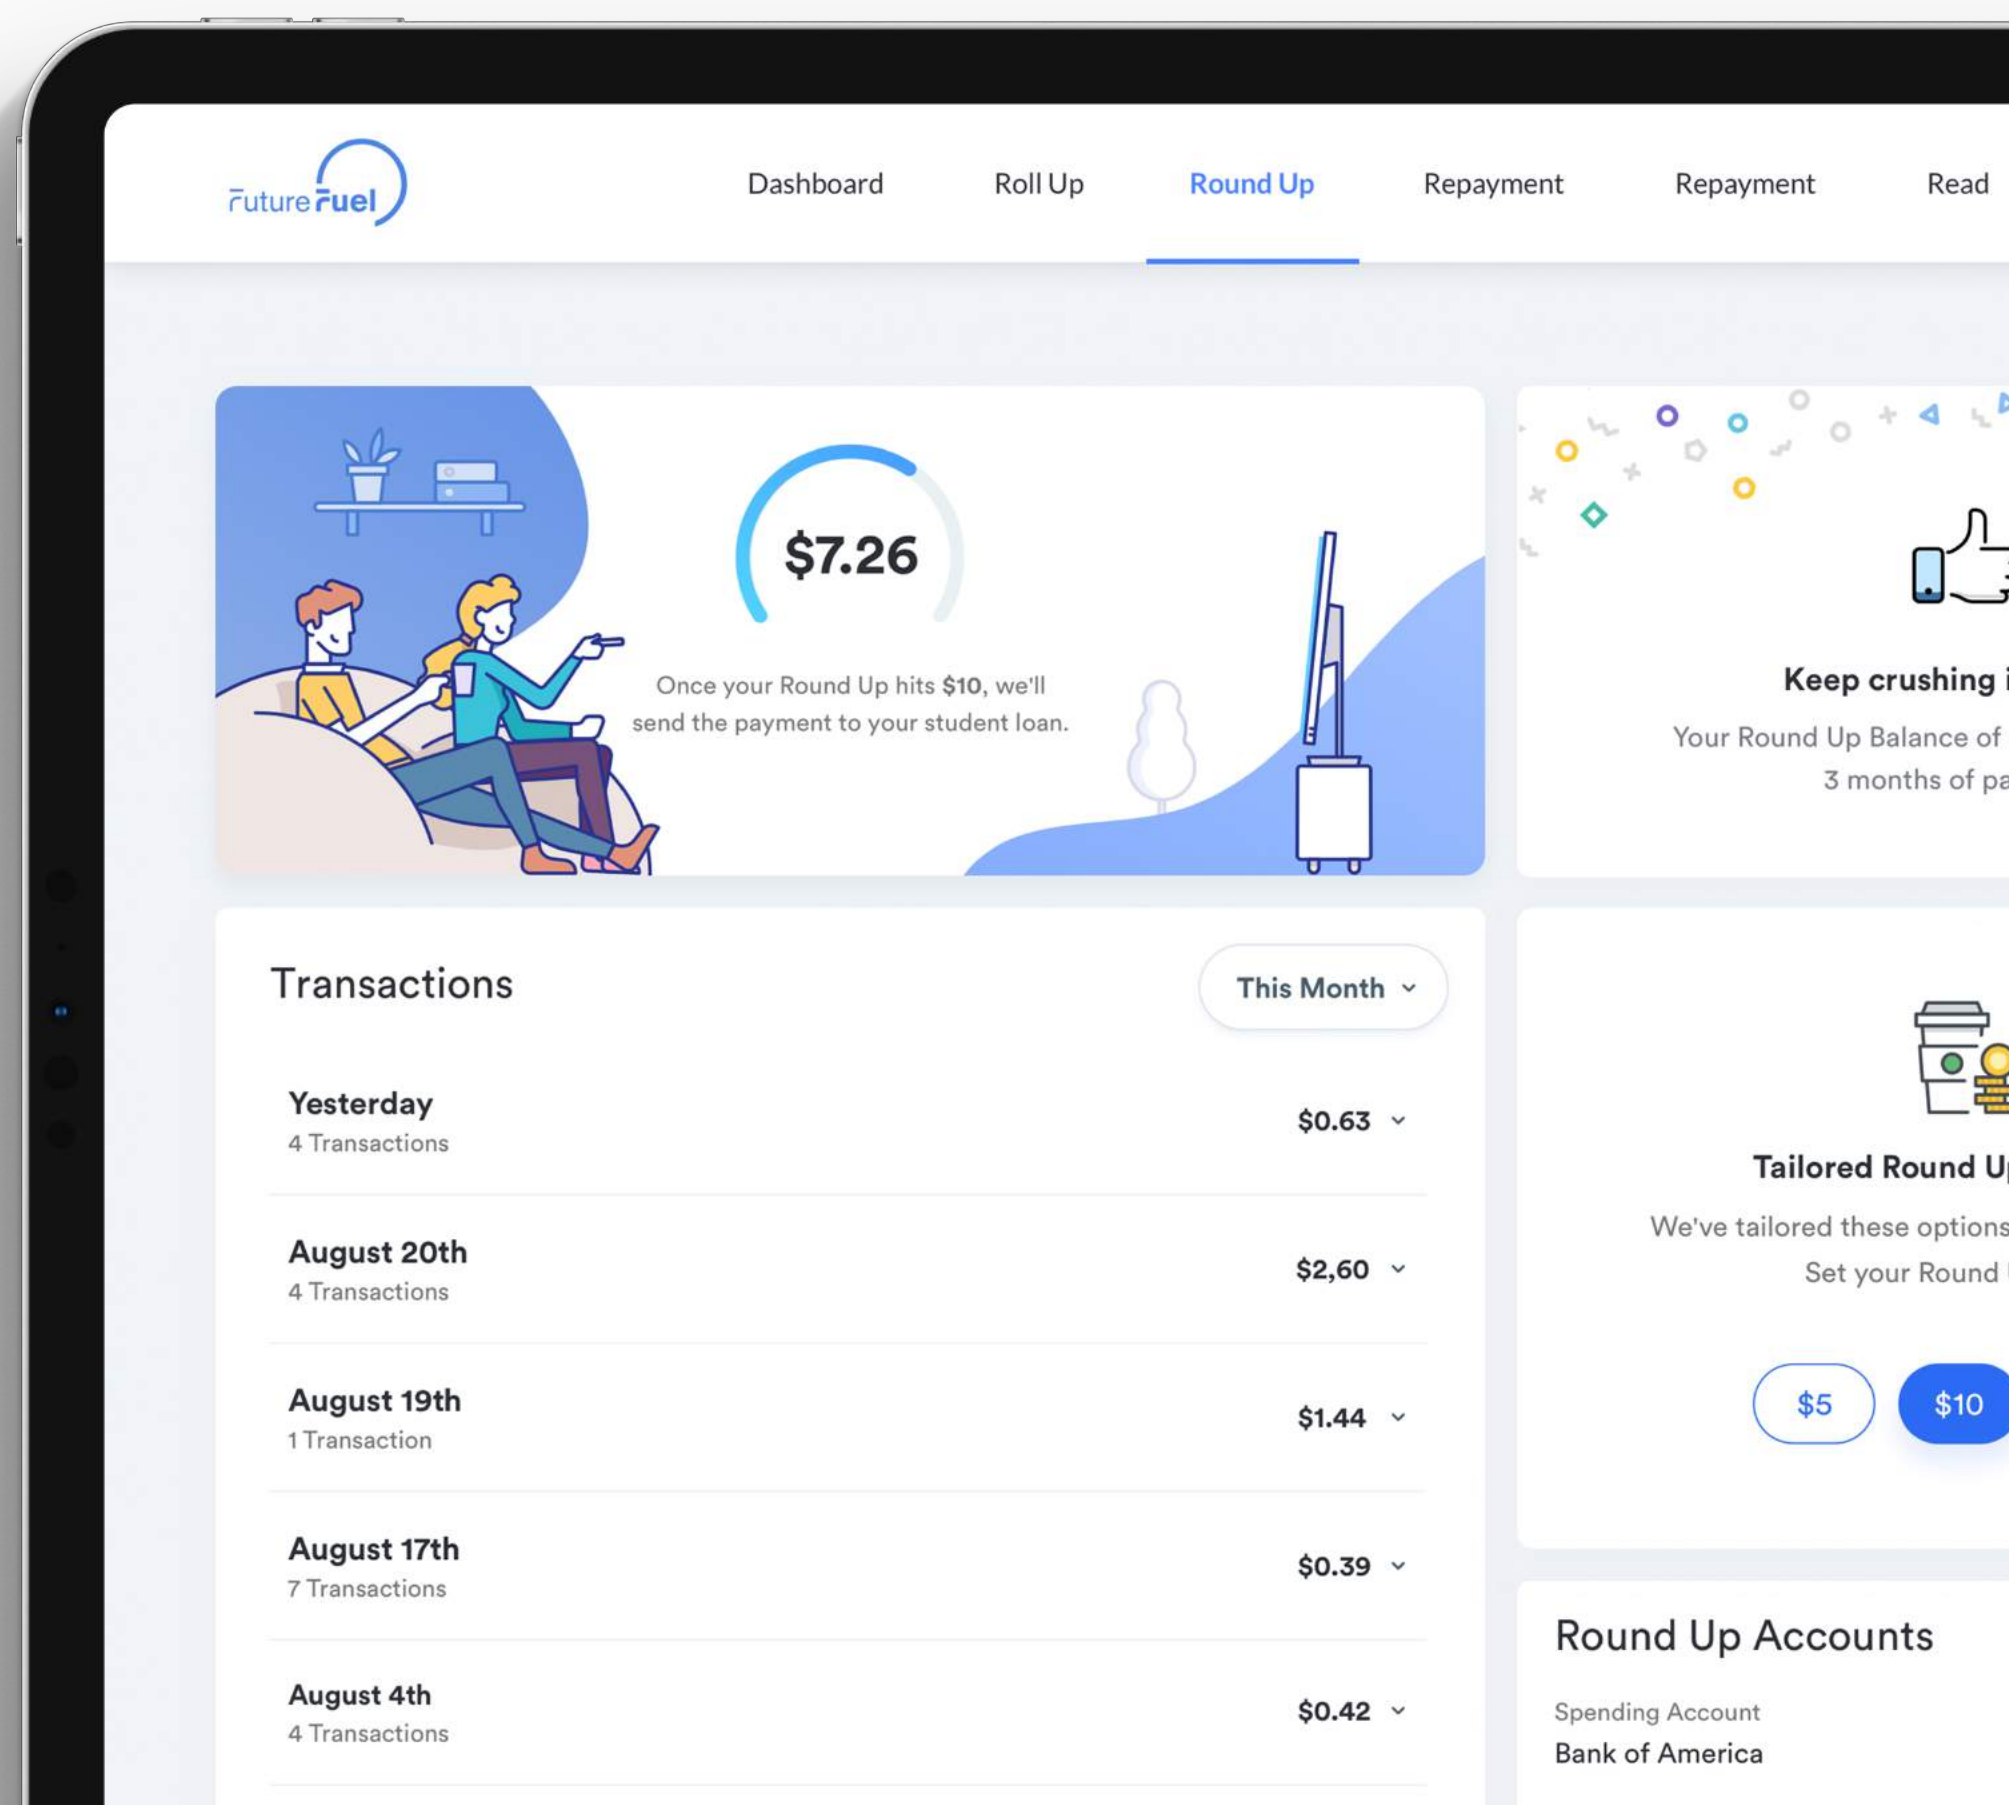 FutureFuel
Dashboard
Roll Up
Round Up
Repayment
Repayment
Read
$7.26
Once your Round Up hits $10, we'll
send the payment to your student loan.
Keep crushing
Your Round Up Balance of
3 months of
Transactions
This Month
Yesterday
4 Transactions
$0.63
August 20th
4 Transactions
$2,60
August 19th
1 Transaction
$1.44
August 17th
7 Transactions
$0.39
August 4th
4 Transactions
$0.42
Tailored Round Up
We've tailored these options
Set your Round
$5
$10
Round Up Accounts
Spending Account
Bank of America